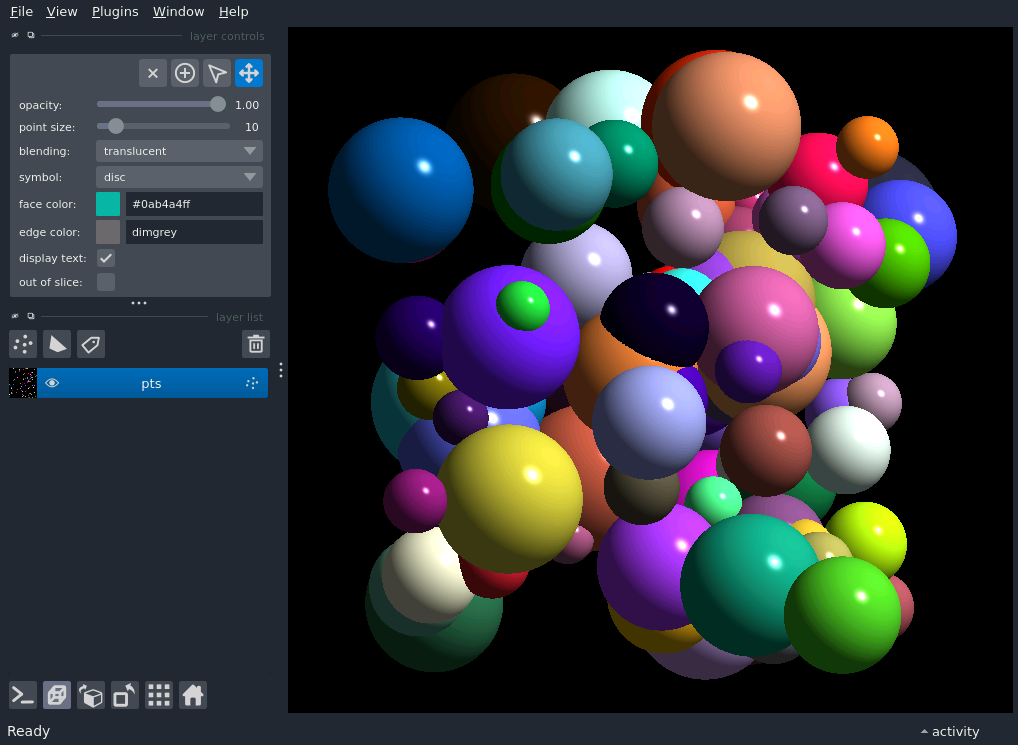 File View Plugins Window Help
layer controls
opacity: 1.00
point size: 10
blending: translucent
symbol: disc
face color: #0ab4a4ff
edge color: dimgrey
display text:
out of slice:
layer list
pts
Ready activity